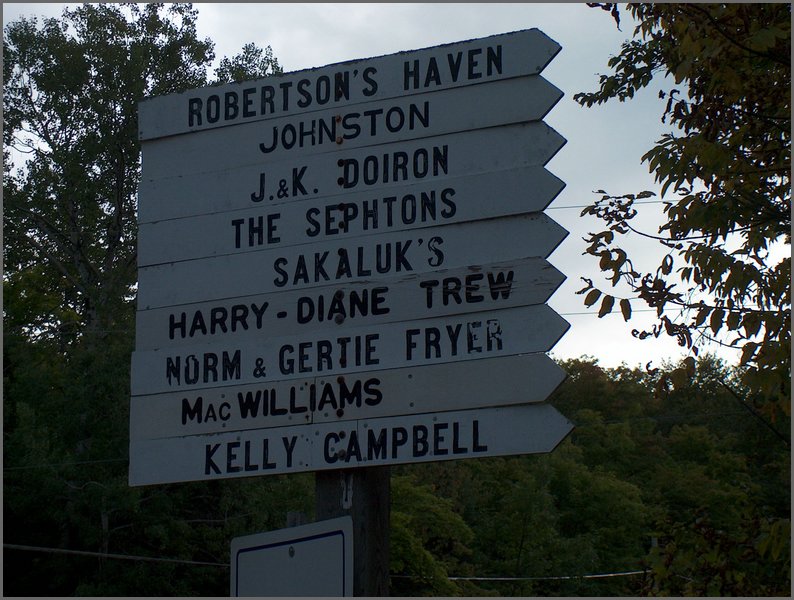 ROBERTSON'S HAVEN
JOHNSTON
J.&K. DOIRON
THE SEPHTONS
SAKALUK'S
HARRY-DIANE TREW
NORM & GERTIE FRYER
MacWILLIAMS
KELLY CAMPBELL